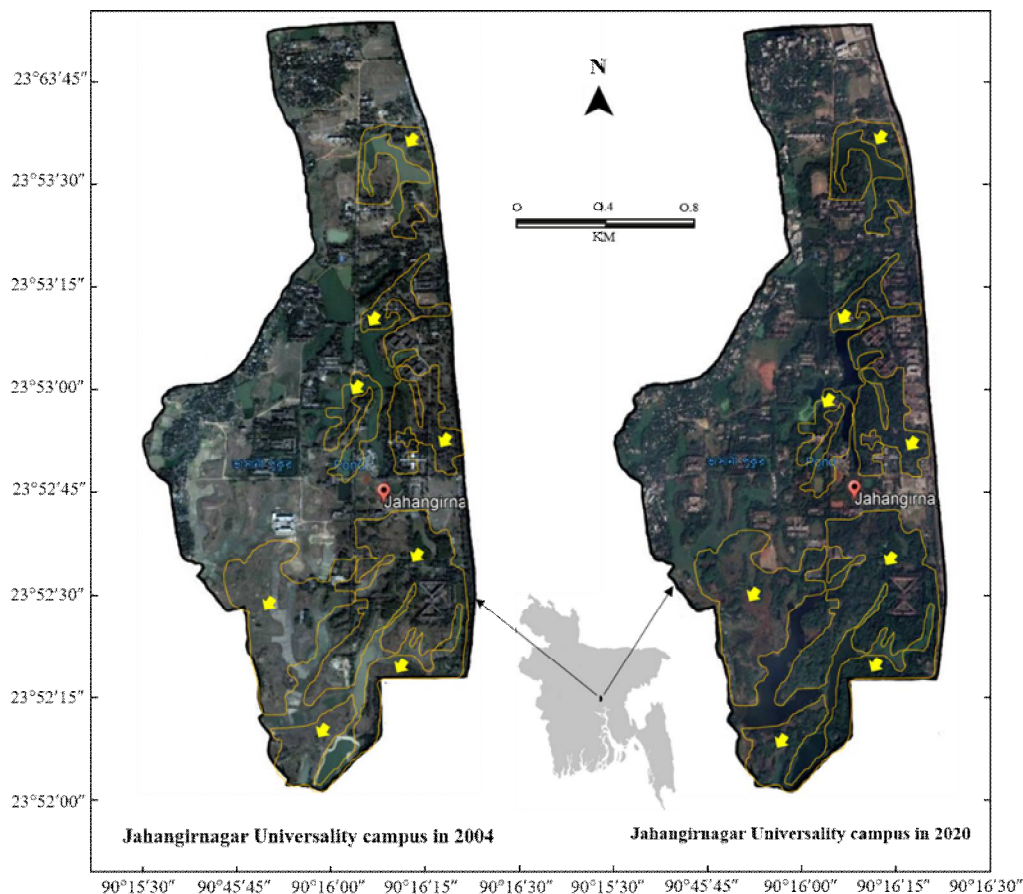 N
23°63′45″
23°53′30″
23°53′15″
23°53′00″
23°52′45″
23°52′30″
23°52′15″
23°52′00″
0 0.4 0.8
KM
Pond
Jahangirna
Pond
Jahangirna
Jahangirnagar Universality campus in 2004
Jahangirnagar Universality campus in 2020
90°15′30″ 90°45′45″ 90°16′00″ 90°16′15″ 90°16′30″ 90°45′45″ 90°16′00″ 90°16′15″ 90°16′30″